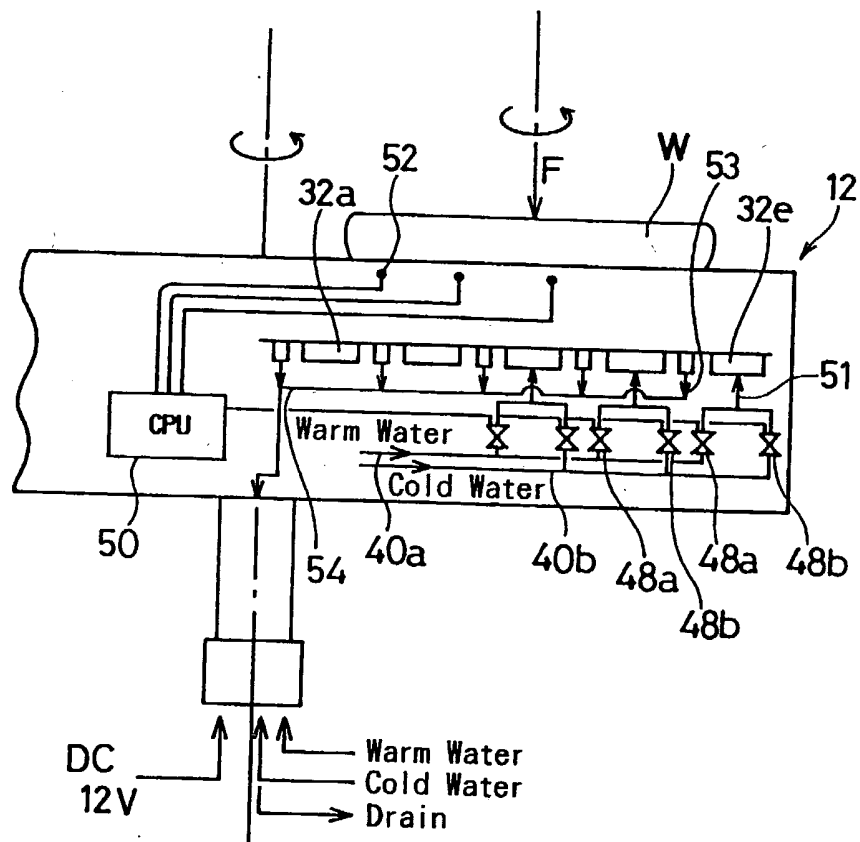 W
F
53
52
12
32a
32e
51
CPU
Warm Water
Cold Water
50
54
40a
40b
48a
48a
48b
48b
DC
12V
Warm Water
Cold Water
Drain